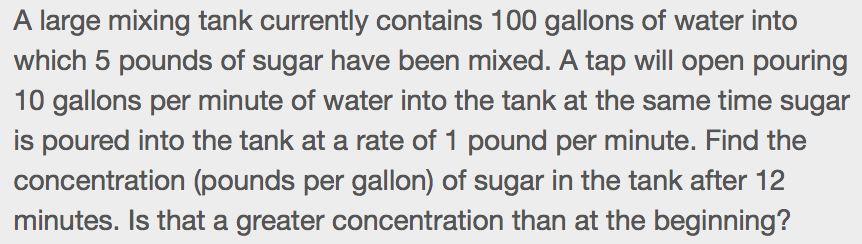 A large mixing tank currently contains 100 gallons of water into
which 5 pounds of sugar have been mixed. A tap will open pouring
10 gallons per minute of water into the tank at the same time sugar
is poured into the tank at a rate of 1 pound per minute. Find the
concentration (pounds per gallon) of sugar in the tank after 12
minutes. Is that a greater concentration than at the beginning?